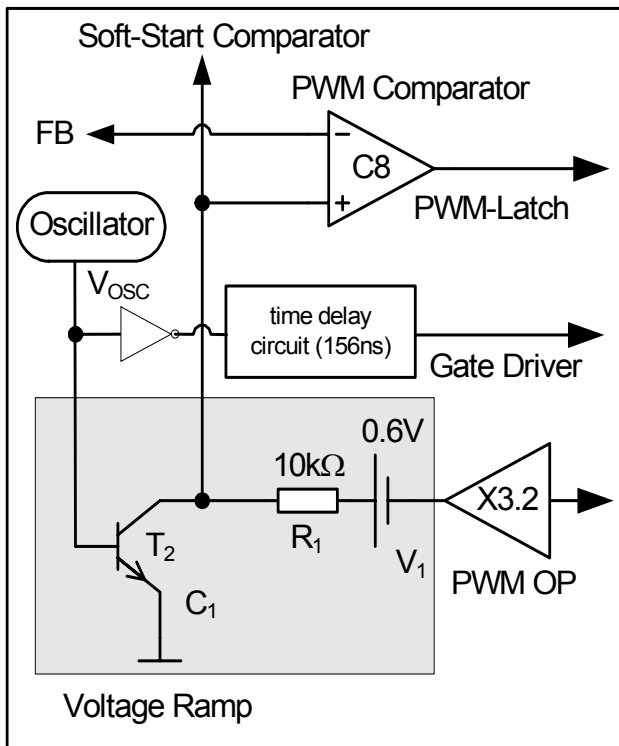 Soft-Start Comparator
PWM Comparator
FB
−
C8
+
PWM-Latch
Oscillator
VOSC
time delay
circuit (156ns)
Gate Driver
0.6V
10kΩ
X3.2
R1
T2
V1
PWM OP
C1
Voltage Ramp